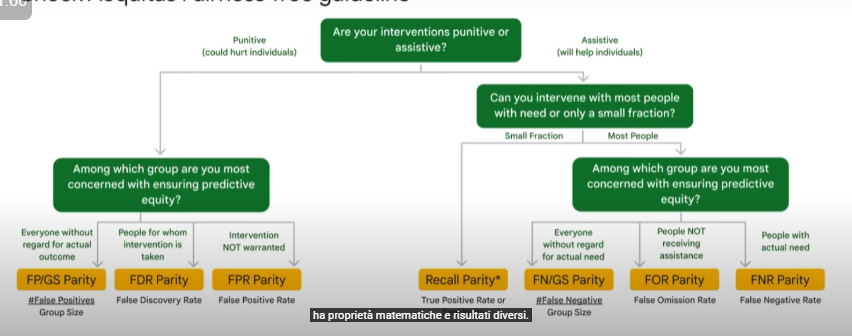 Aequitas Fairness Tree guideline
Are your interventions punitive or
assistive?
Punitive
(could hurt individuals)
Assistive
(will help individuals)
Can you intervene with most people
with need or only a small fraction?
Small Fraction
Most People
Among which group are you most
concerned with ensuring predictive
equity?
Among which group are you most
concerned with ensuring predictive
equity?
Everyone without
regard for actual
outcome
People for whom
intervention is
taken
Intervention
NOT warranted
Everyone
without regard
for actual need
People NOT
receiving
assistance
People with
actual need
FP/GS Parity
FDR Parity
FPR Parity
Recall Parity*
FN/GS Parity
FOR Parity
FNR Parity
#False Positives
Group Size
False Discovery Rate
False Positive Rate
True Positive Rate or
#False Negative
Group Size
False Omission Rate
False Negative Rate
ha proprietà matematiche e risultati diversi.